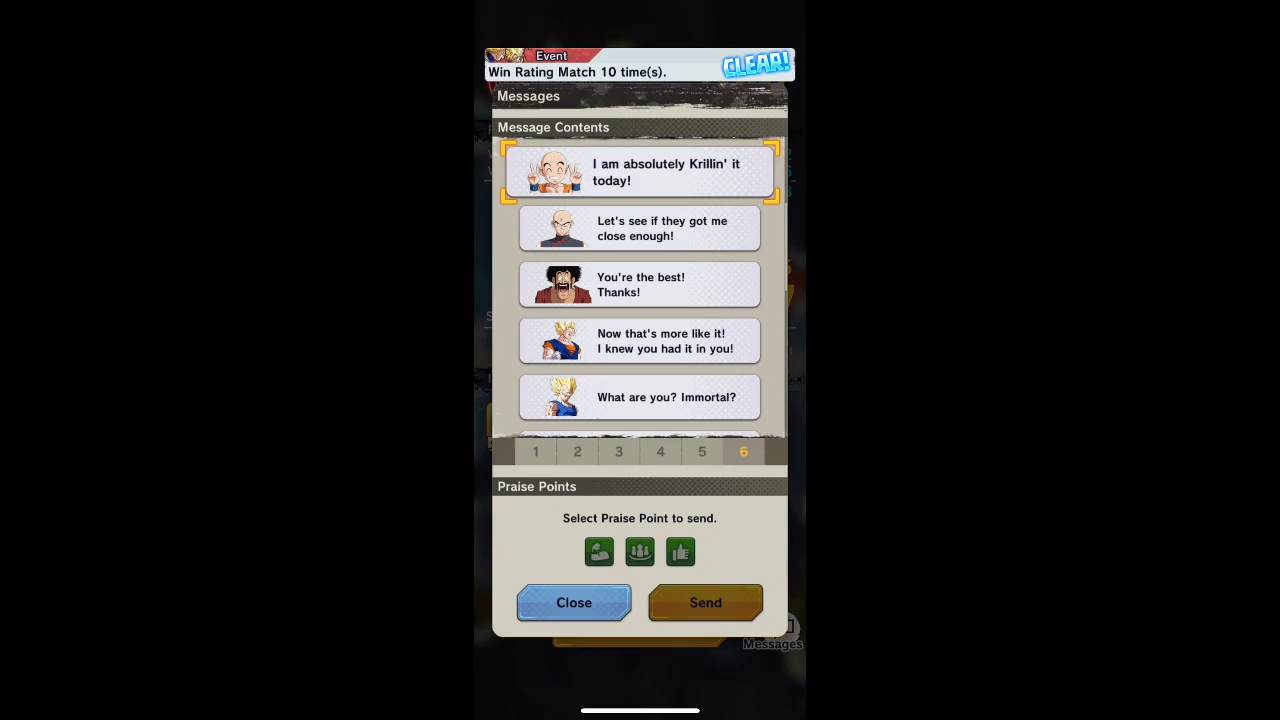 Event
Win Rating Match 10 time(s).
CLEAR!
Messages
Message Contents
I am absolutely Krillin' it
today!
Let's see if they got me
close enough!
You're the best!
Thanks!
Now that's more like it!
I knew you had it in you!
What are you? Immortal?
1 2 3 4 5 6
Praise Points
Select Praise Point to send.
Close
Send
Messages